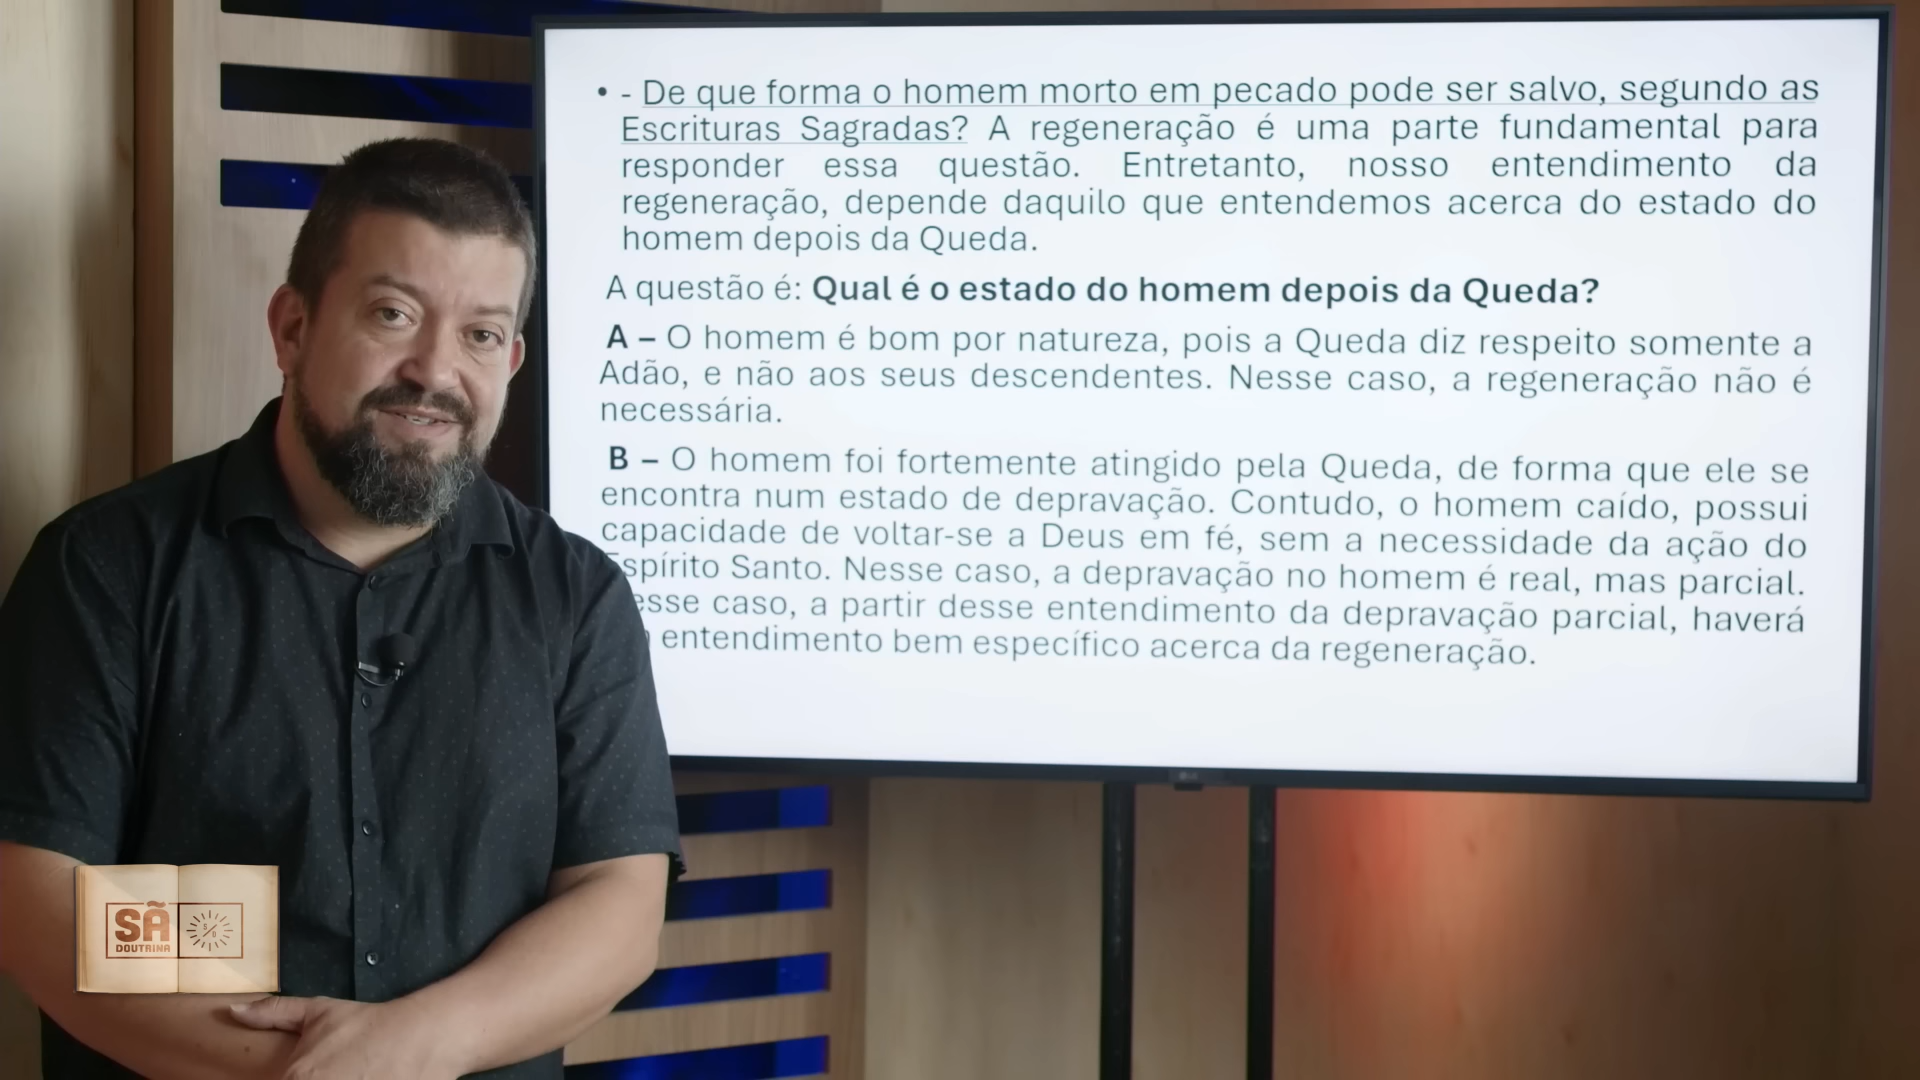 • - De que forma o homem morto em pecado pode ser salvo, segundo as
Escrituras Sagradas? A regeneração é uma parte fundamental para
responder essa questão. Entretanto, nosso entendimento da
regeneração, depende daquilo que entendemos acerca do estado do
homem depois da Queda.
A questão é: Qual é o estado do homem depois da Queda?
A – O homem é bom por natureza, pois a Queda diz respeito somente a
Adão, e não aos seus descendentes. Nesse caso, a regeneração não é
necessária.
B – O homem foi fortemente atingido pela Queda, de forma que ele se
encontra num estado de depravação. Contudo, o homem caído, possui
capacidade de voltar-se a Deus em fé, sem a necessidade da ação do
spírito Santo. Nesse caso, a depravação no homem é real, mas parcial.
esse caso, a partir desse entendimento da depravação parcial, haverá
entendimento bem específico acerca da regeneração.
LG
SÃ
DOUTRINA
S/D